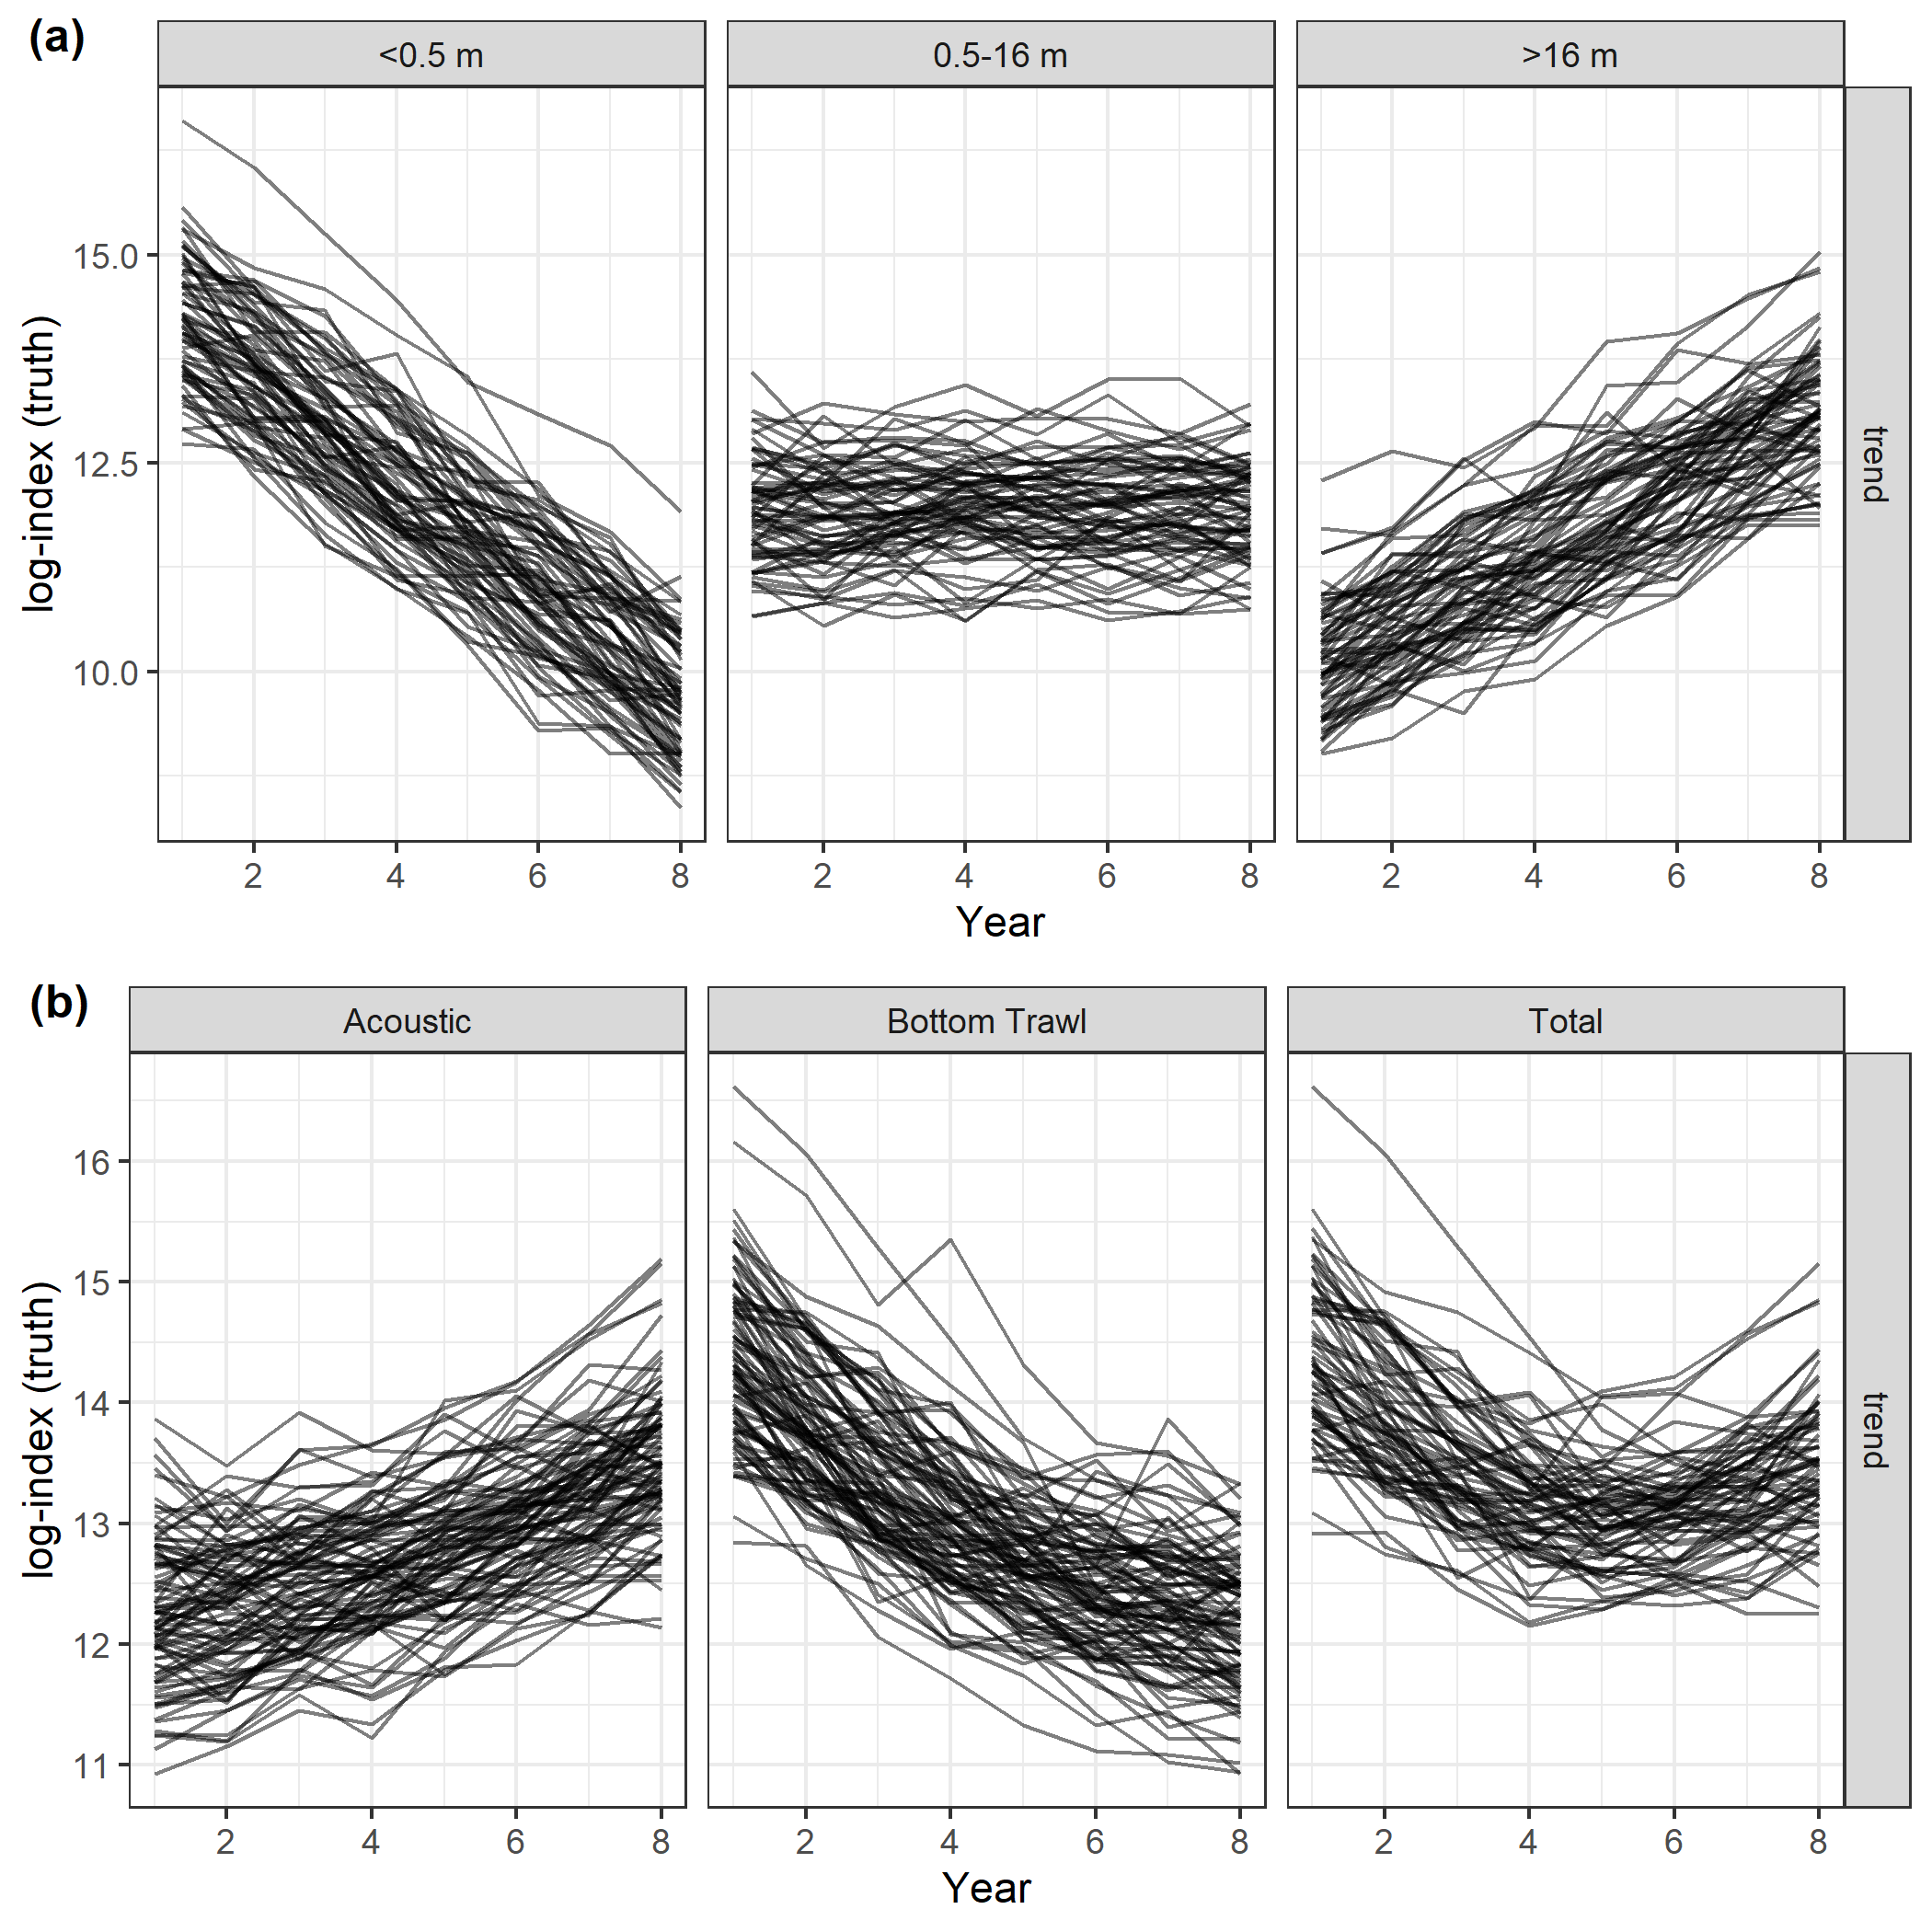 (a)
<0.5 m
0.5-16 m
>16 m
log-index (truth)
15.0
12.5
10.0
trend
2 4 6 8
2 4 6 8
2 4 6 8
Year
(b)
Acoustic
Bottom Trawl
Total
log-index (truth)
16
15
14
13
12
11
trend
2 4 6 8
2 4 6 8
2 4 6 8
Year